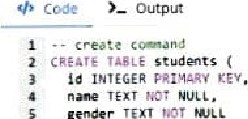 </> Code >_ Output
1 -- create command
2 CREATE TABLE students (
3 id INTEGER PRIMARY KEY,
4 name TEXT NOT NULL,
5 gender TEXT NOT NULL